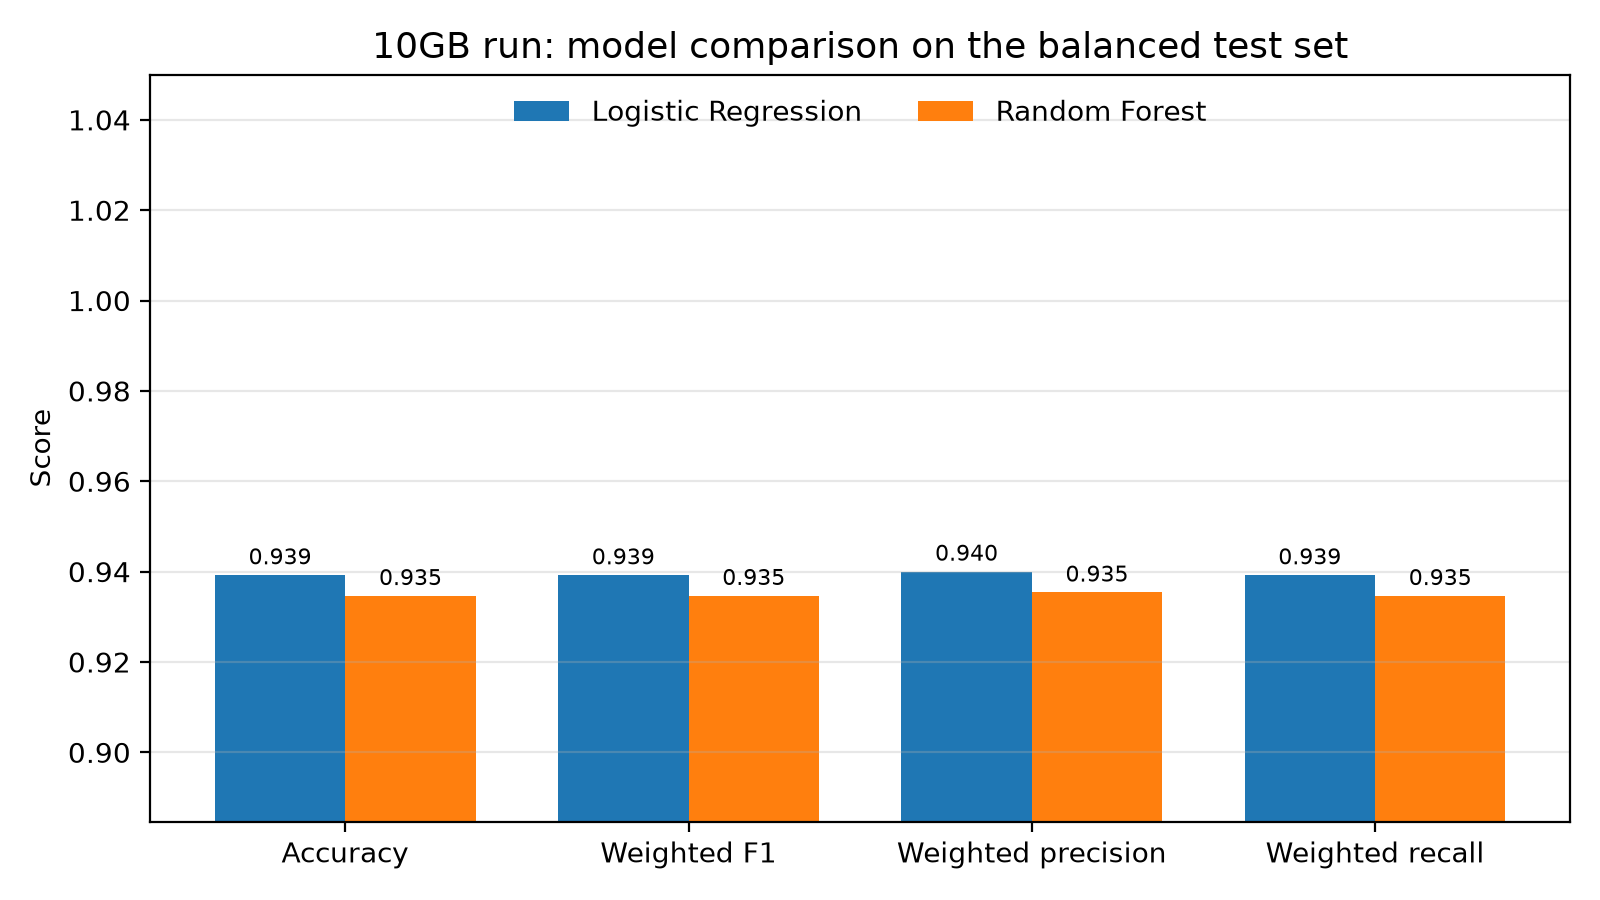 10GB run: model comparison on the balanced test set
Logistic Regression Random Forest
Score
1.04
1.02
1.00
0.98
0.96
0.94
0.92
0.90
0.939 0.935 0.939 0.935 0.940 0.935 0.939 0.935
Accuracy Weighted F1 Weighted precision Weighted recall